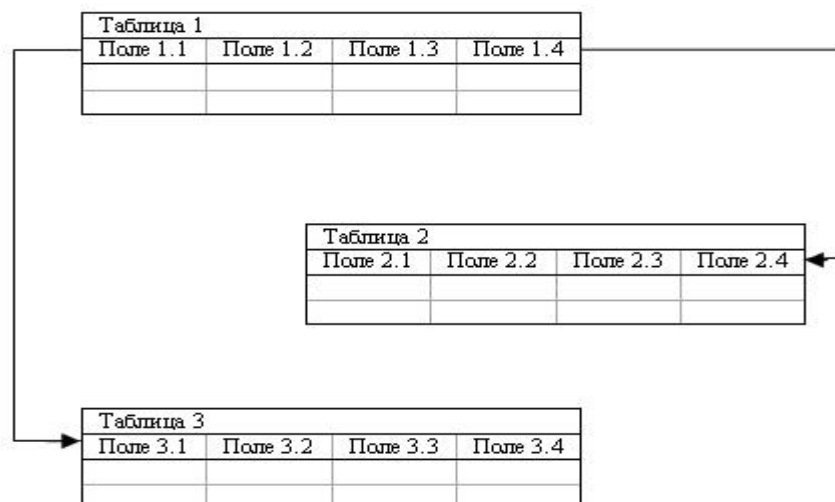 Таблица 1
Поле 1.1 Поле 1.2 Поле 1.3 Поле 1.4
Таблица 2
Поле 2.1 Поле 2.2 Поле 2.3 Поле 2.4
Таблица 3
Поле 3.1 Поле 3.2 Поле 3.3 Поле 3.4